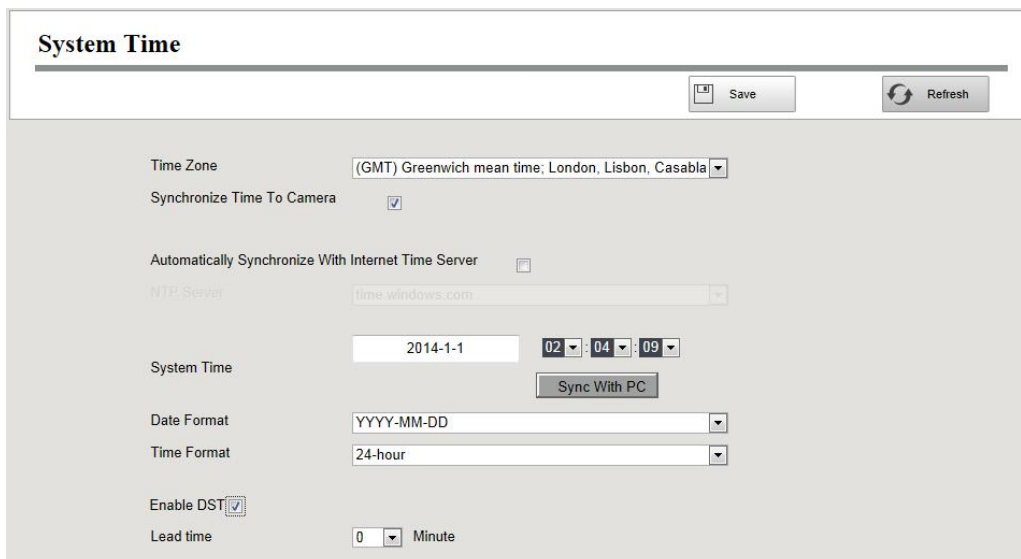 System Time
Save
Refresh
Time Zone
(GMT) Greenwich mean time; London, Lisbon, Casabla
Synchronize Time To Camera
Automatically Synchronize With Internet Time Server
NTP Server
time.windows.com
2014-1-1
02 : 04 : 09
System Time
Sync With PC
Date Format
YYYY-MM-DD
Time Format
24-hour
Enable DST
Lead time
0
Minute